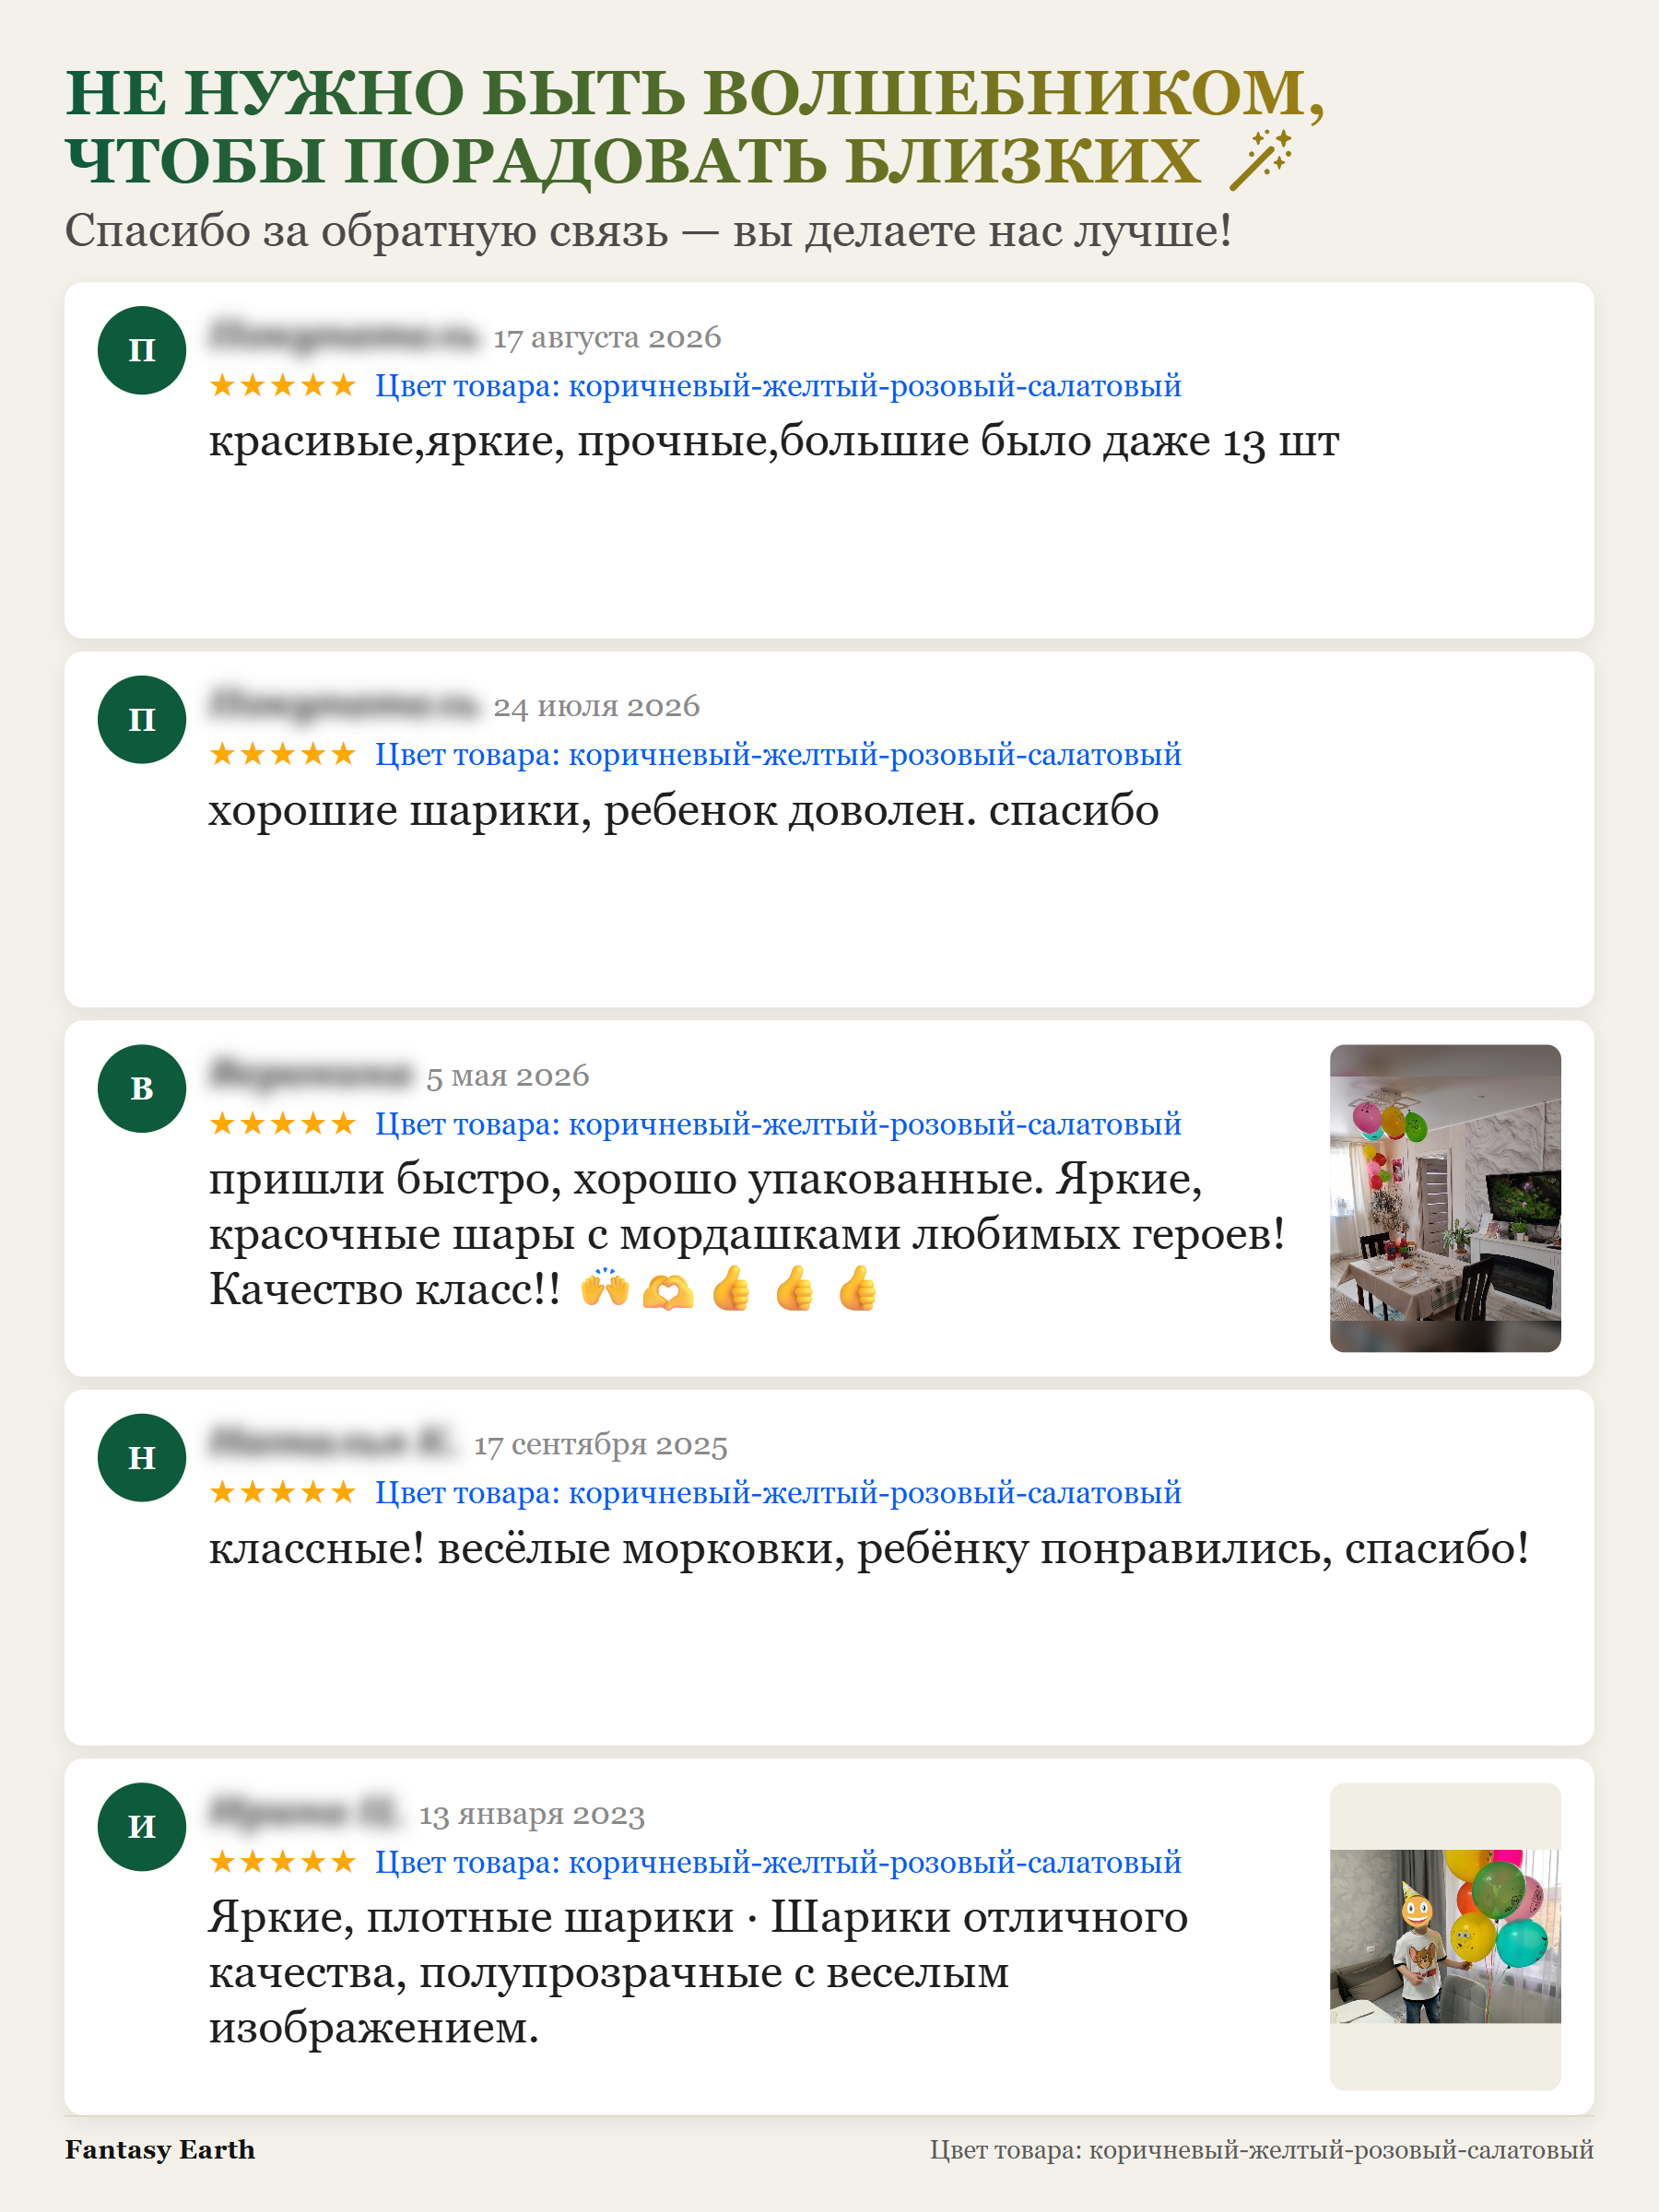 НЕ НУЖНО БЫТЬ ВОЛШЕБНИКОМ,
ЧТОБЫ ПОРАДОВАТЬ БЛИЗКИХ
Спасибо за обратную связь — вы делаете нас лучше!
П
17 августа 2026
★★★★★ Цвет товара: коричневый-желтый-розовый-салатовый
красивые,яркие, прочные,большие было даже 13 шт
П
24 июля 2026
★★★★★ Цвет товара: коричневый-желтый-розовый-салатовый
хорошие шарики, ребенок доволен. спасибо
В
5 мая 2026
★★★★★ Цвет товара: коричневый-желтый-розовый-салатовый
пришли быстро, хорошо упакованные. Яркие,
красочные шары с мордашками любимых героев!
Качество класс!! 🙌 🫶 👍 👍 👍
Н
17 сентября 2025
★★★★★ Цвет товара: коричневый-желтый-розовый-салатовый
классные! весёлые морковки, ребёнку понравились, спасибо!
И
13 января 2023
★★★★★ Цвет товара: коричневый-желтый-розовый-салатовый
Яркие, плотные шарики · Шарики отличного
качества, полупрозрачные с веселым
изображением.
Fantasy Earth
Цвет товара: коричневый-желтый-розовый-салатовый